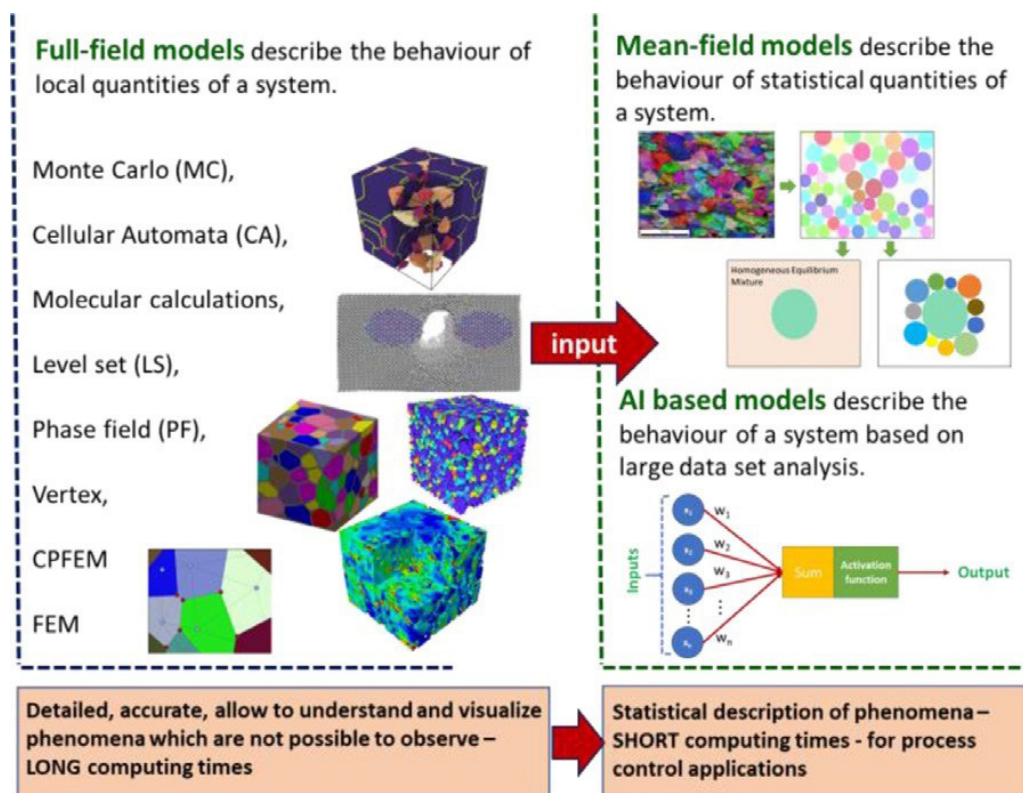 Full-field models describe the behaviour of
local quantities of a system.
Monte Carlo (MC),
Cellular Automata (CA),
Molecular calculations,
Level set (LS),
Phase field (PF),
Vertex,
CPFEM
FEM
input
Mean-field models describe the
behaviour of statistical quantities of
a system.
Homogeneous Equilibrium
Mixture
AI based models describe the
behaviour of a system based on
large data set analysis.
Inputs
x1
x2
x3
xn
w1
w2
w3
wn
Sum
Activation
function
Output
Detailed, accurate, allow to understand and visualize
phenomena which are not possible to observe –
LONG computing times
Statistical description of phenomena –
SHORT computing times - for process
control applications